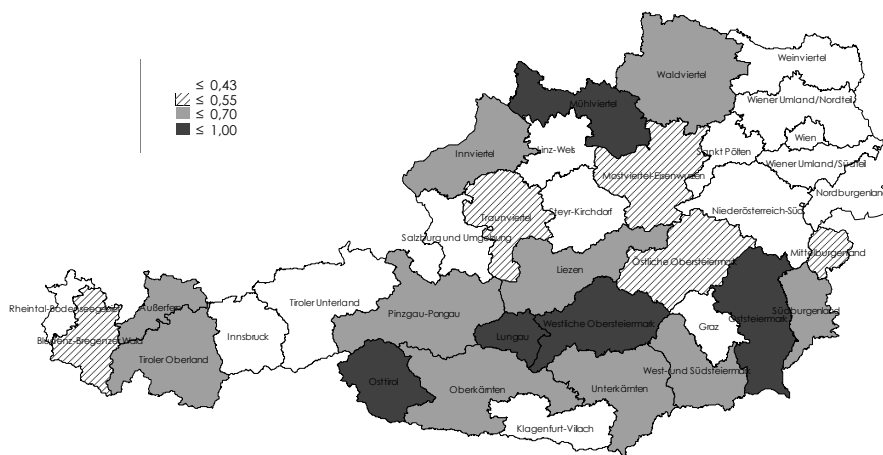 ≤ 0,43
≤ 0,55
≤ 0,70
≤ 1,00
Weinviertel
Waldviertel
Wiener Umland/Nordteil
Mühlviertel
Wien
Linz-Wels
Sankt Pölten
Innviertel
Wiener Umland/Südteil
Mostviertel-Eisenwurzen
Nordburgenland
Traunviertel
Steyr-Kirchdorf
Niederösterreich-Süd
Salzburg und Umgebung
Mittelburgenland
Östliche Obersteiermark
Liezen
Tiroler Unterland
Rheintal-Bodenseegebiet
Außerfern
Pinzgau-Pongau
Südburgenland
Oststeiermark
Westliche Obersteiermark
Graz
Innsbruck
Lungau
Bludenz-Bregenzer Wald
Tiroler Oberland
West- und Südsteiermark
Osttirol
Oberkärnten
Unterkärnten
Klagenfurt-Villach